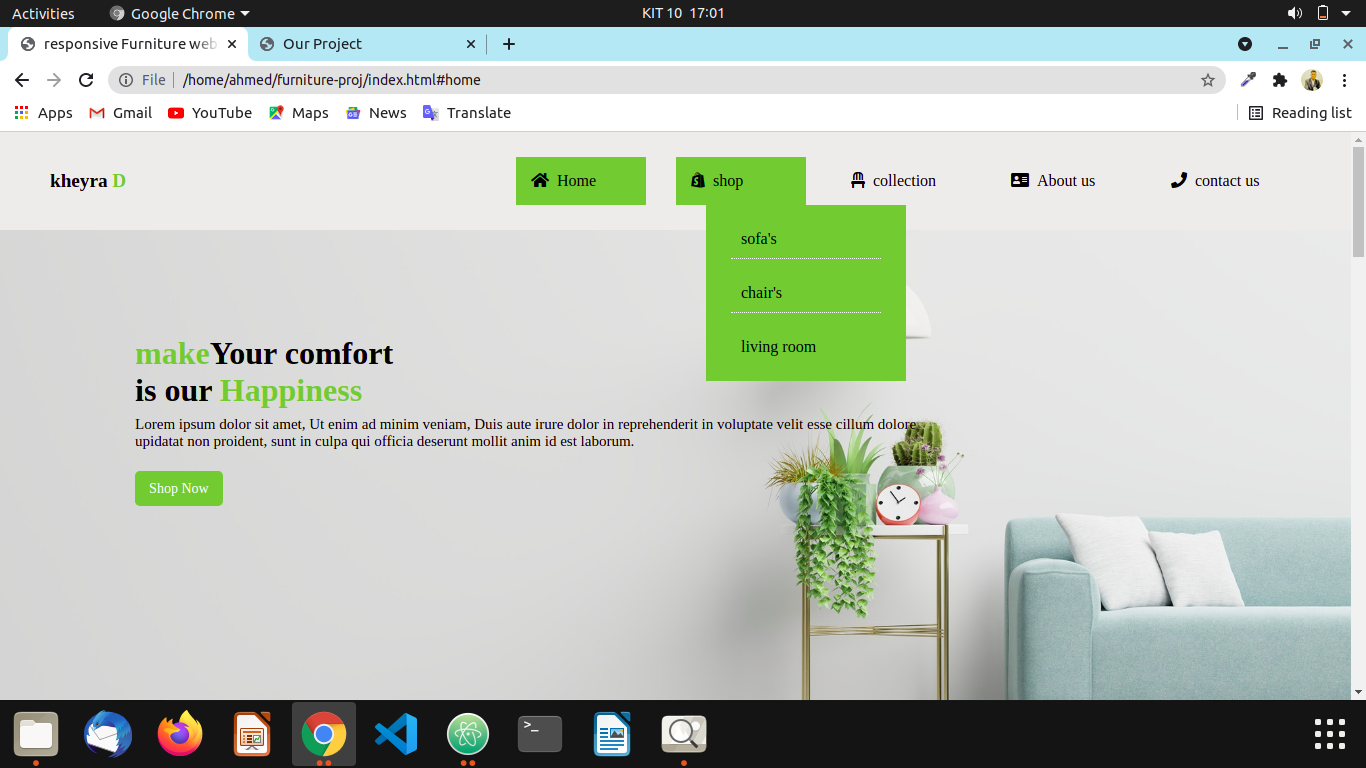 Activities
Google Chrome
KIT 10 17:01
responsive Furniture web
Our Project
File
/home/ahmed/furniture-proj/index.html#home
Apps
Gmail
YouTube
Maps
News
Translate
Reading list
kheyra D
Home
shop
collection
About us
contact us
sofa's
chair's
living room
makeYour comfort
is our Happiness
Lorem ipsum dolor sit amet, Ut enim ad minim veniam, Duis aute irure dolor in reprehenderit in voluptate velit esse cillum dolore
upidatat non proident, sunt in culpa qui officia deserunt mollit anim id est laborum.
Shop Now